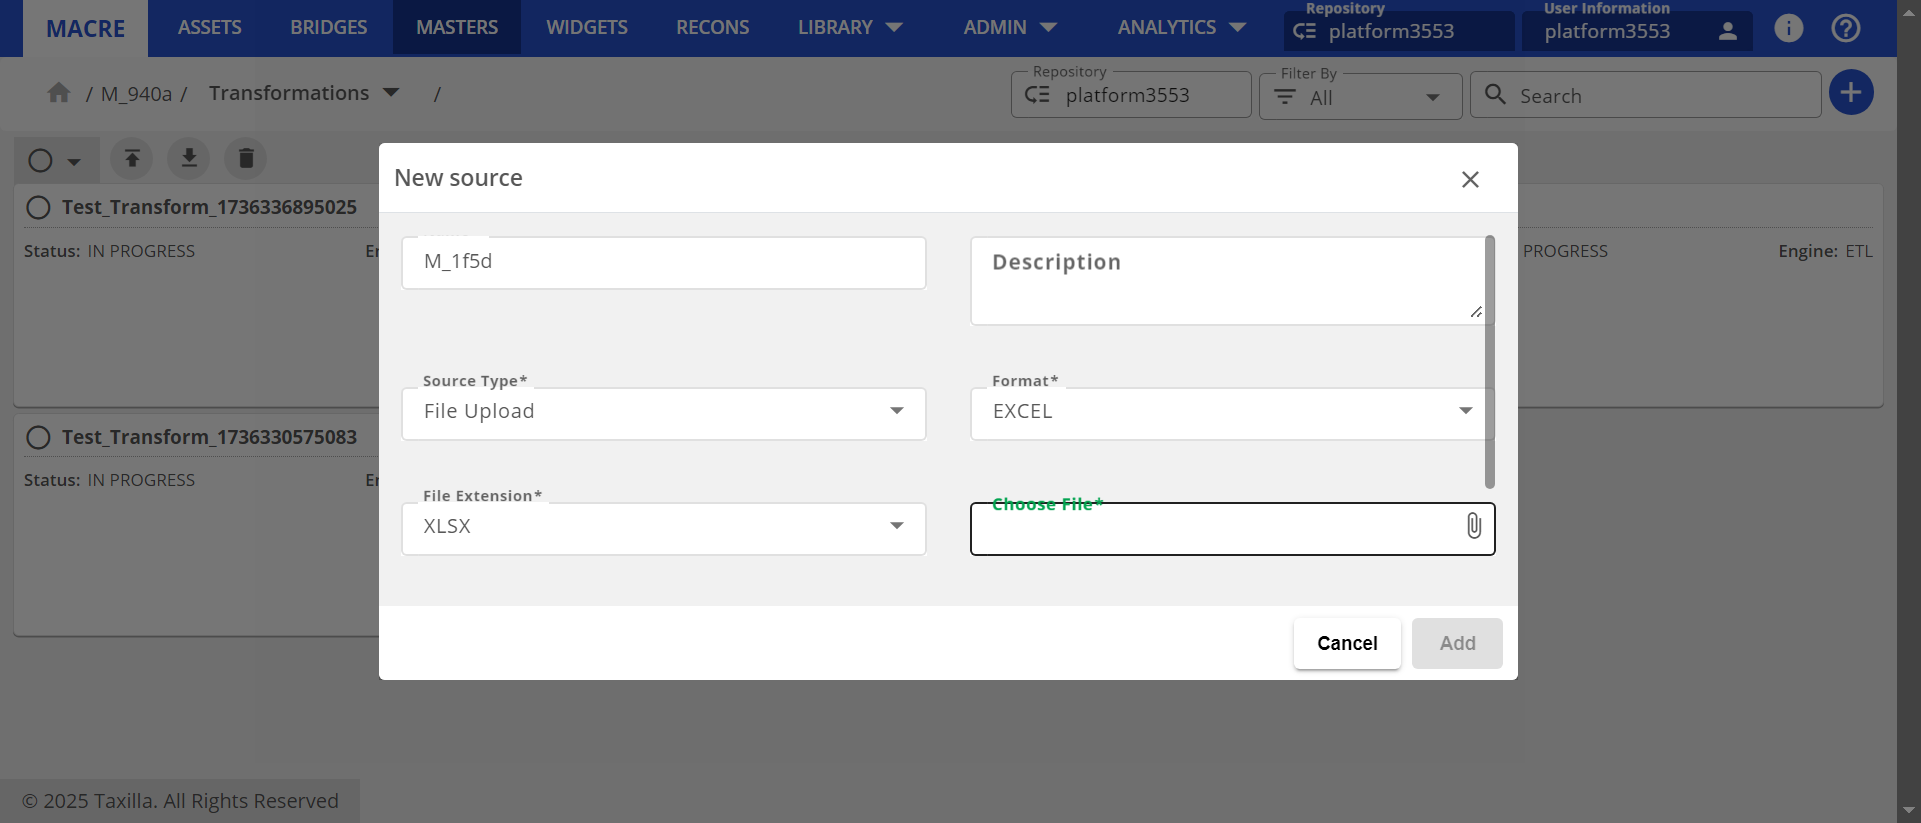 MACRE ASSETS BRIDGES MASTERS WIDGETS RECONS LIBRARY ADMIN ANALYTICS Repository platform3553 User Information platform3553
/ M_940a / Transformations / Repository platform3553 Filter By All Search
New source
Test_Transform_1736336895025
Status: IN PROGRESS
PROGRESS Engine: ETL
M_1f5d
Description
Source Type*
File Upload
Format*
EXCEL
Test_Transform_1736330575083
Status: IN PROGRESS
File Extension*
XLSX
Choose File*
Cancel Add
© 2025 Taxilla. All Rights Reserved